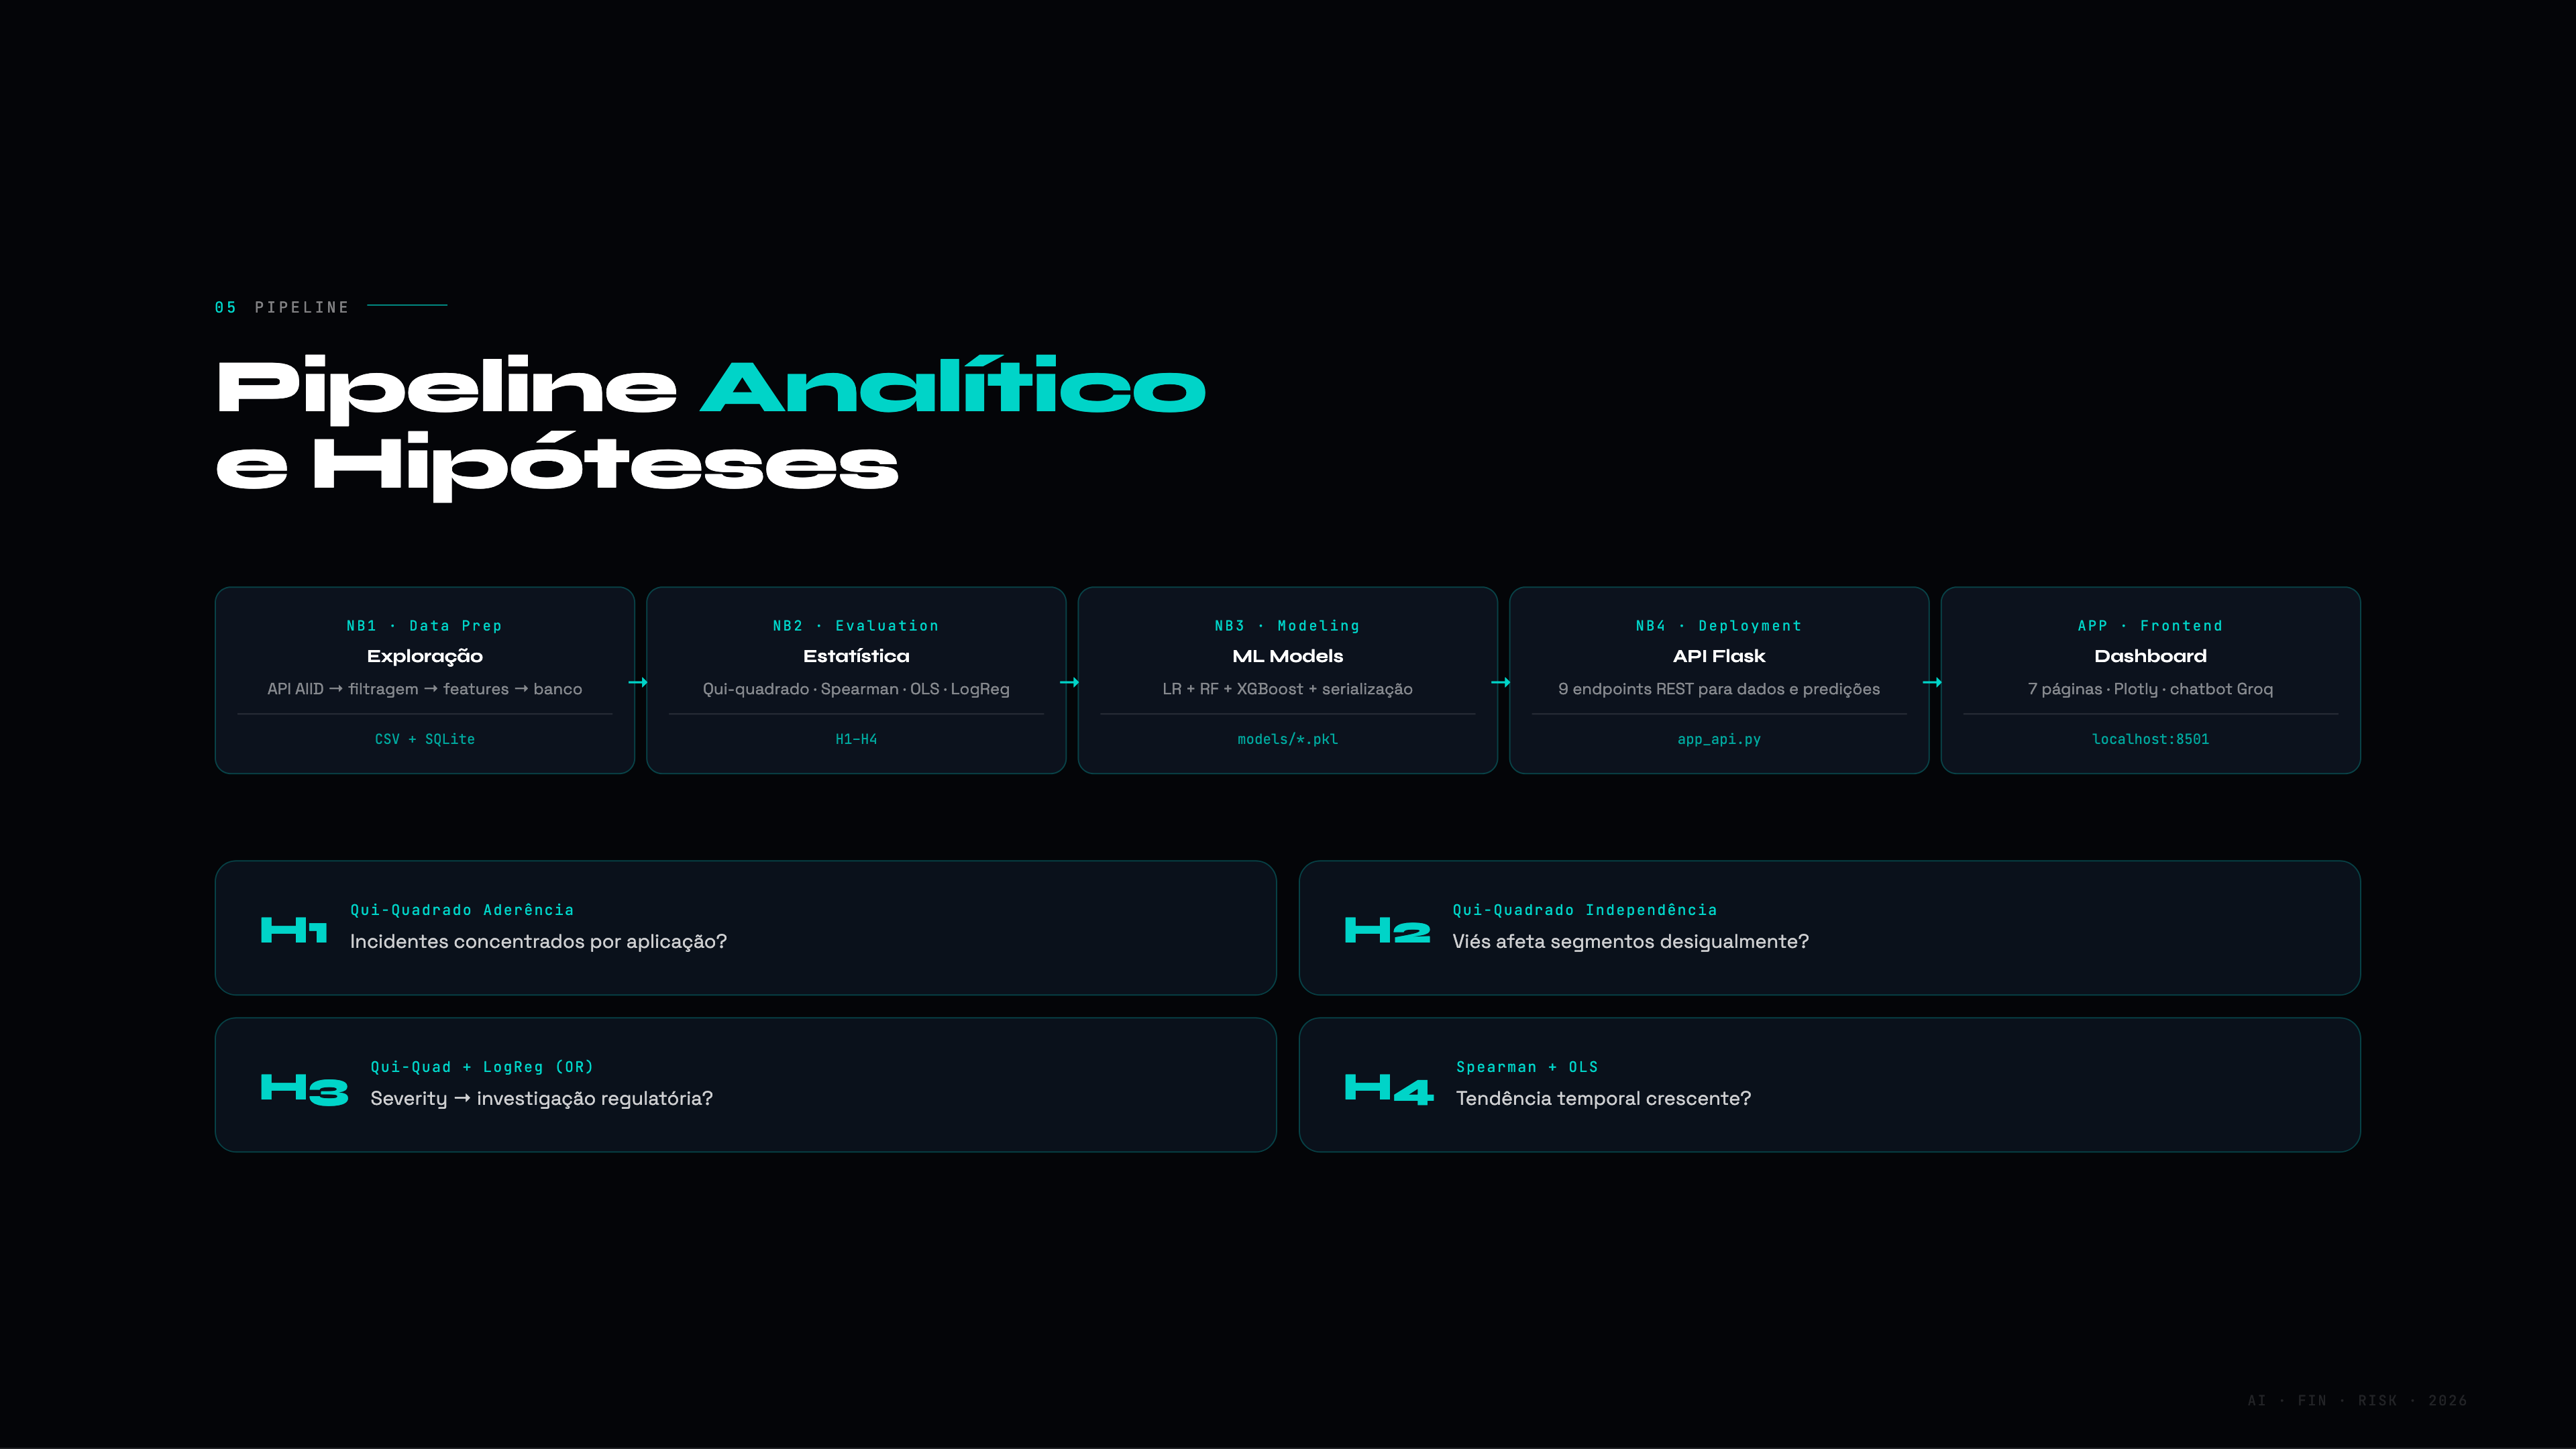 05 PIPELINE
Pipeline Analítico
e Hipóteses
NB1 · Data Prep
Exploração
API AIID → filtragem → features → banco
CSV + SQLite
→
NB2 · Evaluation
Estatística
Qui-quadrado · Spearman · OLS · LogReg
H1–H4
→
NB3 · Modeling
ML Models
LR + RF + XGBoost + serialização
models/*.pkl
→
NB4 · Deployment
API Flask
9 endpoints REST para dados e predições
app_api.py
→
APP · Frontend
Dashboard
7 páginas · Plotly · chatbot Groq
localhost:8501
H1
Qui-Quadrado Aderência
Incidentes concentrados por aplicação?
H2
Qui-Quadrado Independência
Viés afeta segmentos desigualmente?
H3
Qui-Quad + LogReg (OR)
Severity → investigação regulatória?
H4
Spearman + OLS
Tendência temporal crescente?
AI · FIN · RISK · 2026